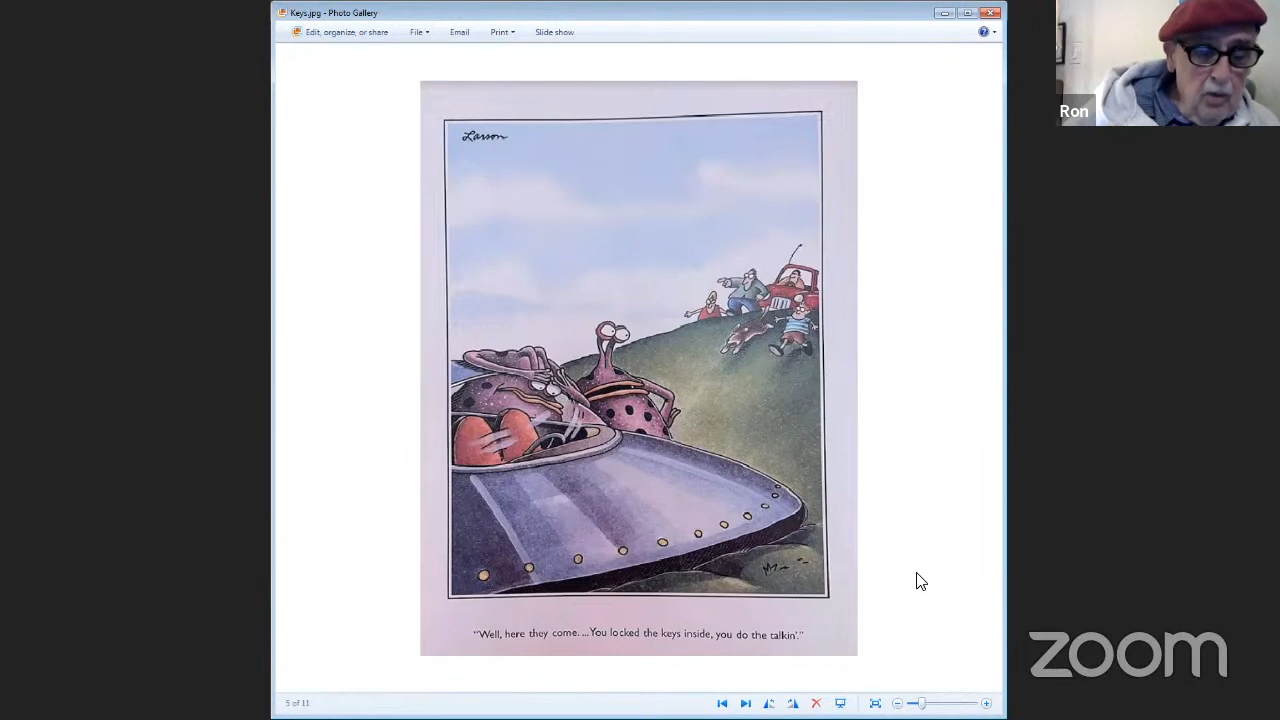 Keys.jpg - Photo Gallery
Edit, organize, or share File Email Print Slide show
Ron
Larson
"Well, here they come. ... You locked the keys inside, you do the talkin'."
5 of 11
zoom